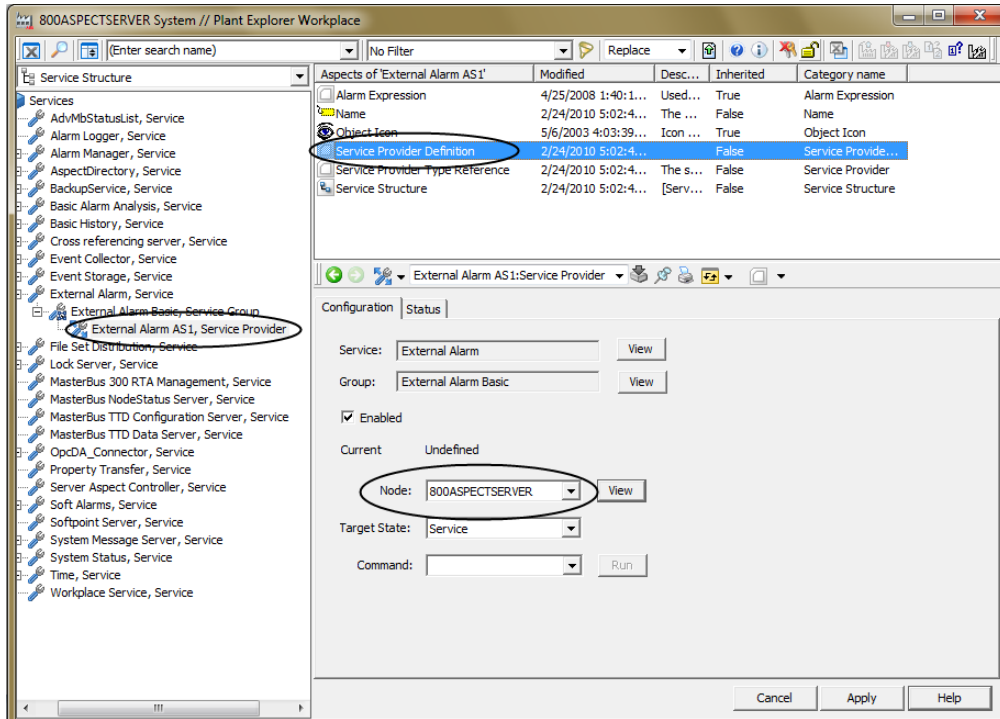 800ASPECTSERVER System // Plant Explorer Workplace
(Enter search name)
No Filter
Replace
Service Structure
Services
AdvMbStatusList, Service
Alarm Logger, Service
Alarm Manager, Service
AspectDirectory, Service
BackupService, Service
Basic Alarm Analysis, Service
Basic History, Service
Cross referencing server, Service
Event Collector, Service
Event Storage, Service
External Alarm, Service
External Alarm Basic, Service Group
External Alarm AS1, Service Provider
File Set Distribution, Service
Lock Server, Service
MasterBus 300 RTA Management, Service
MasterBus NodeStatus Server, Service
MasterBus TTD Configuration Server, Service
MasterBus TTD Data Server, Service
OpcDA_Connector, Service
Property Transfer, Service
Server Aspect Controller, Service
Soft Alarms, Service
Softpoint Server, Service
System Message Server, Service
System Status, Service
Time, Service
Workplace Service, Service
Aspects of 'External Alarm AS1' Modified Desc... Inherited Category name
Alarm Expression 4/25/2008 1:40:1... Used... True Alarm Expression
Name 2/24/2010 5:02:4... The ... False Name
Object Icon 5/6/2003 4:03:39... Icon ... True Object Icon
Service Provider Definition 2/24/2010 5:02:4... False Service Provide...
Service Provider Type Reference 2/24/2010 5:02:4... The s... False Service Provider
Service Structure 2/24/2010 5:02:4... [Serv... False Service Structure
External Alarm AS1:Service Provider
Configuration Status
Service: External Alarm View
Group: External Alarm Basic View
Enabled
Current Undefined
Node: 800ASPECTSERVER View
Target State: Service
Command: Run
Cancel Apply Help